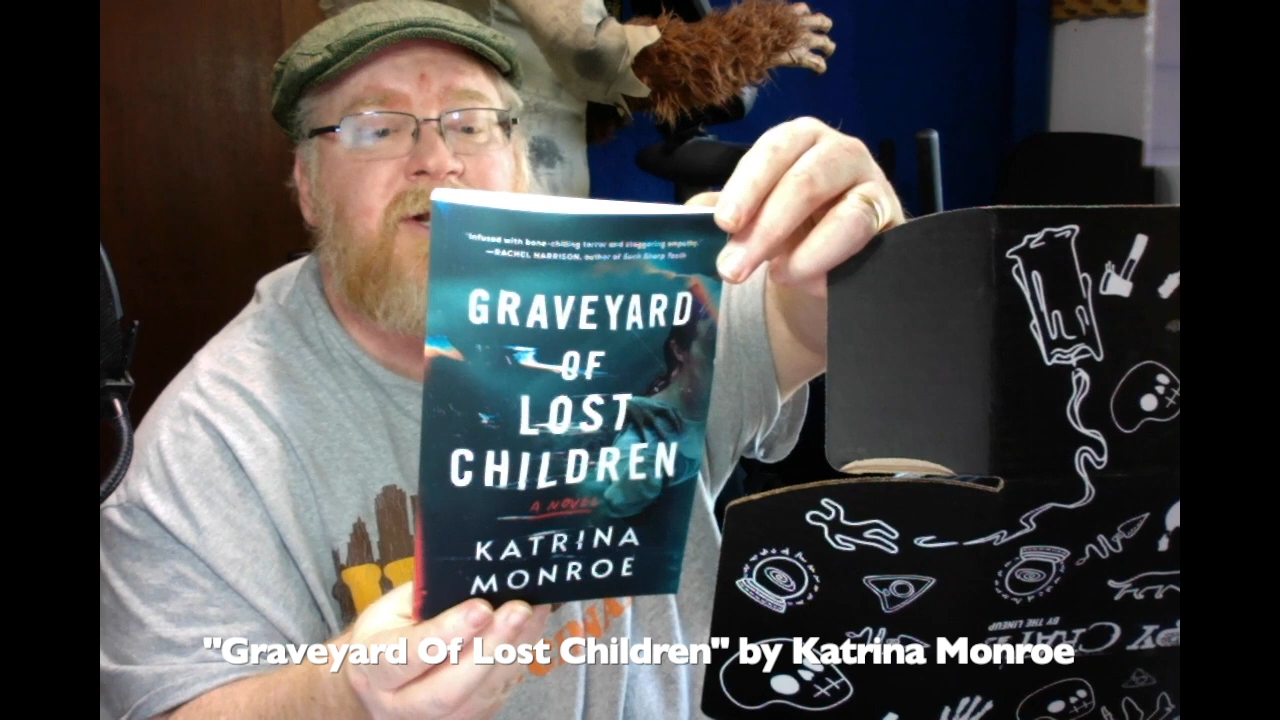 "Infused with bone-chilling terror and staggering empathy."
—RACHEL HARRISON, author of Such Sharp Teeth
GRAVEYARD
OF
LOST
CHILDREN
A NOVEL
KATRINA
MONROE
BY THE LINEUP
"Graveyard Of Lost Children" by Katrina Monroe